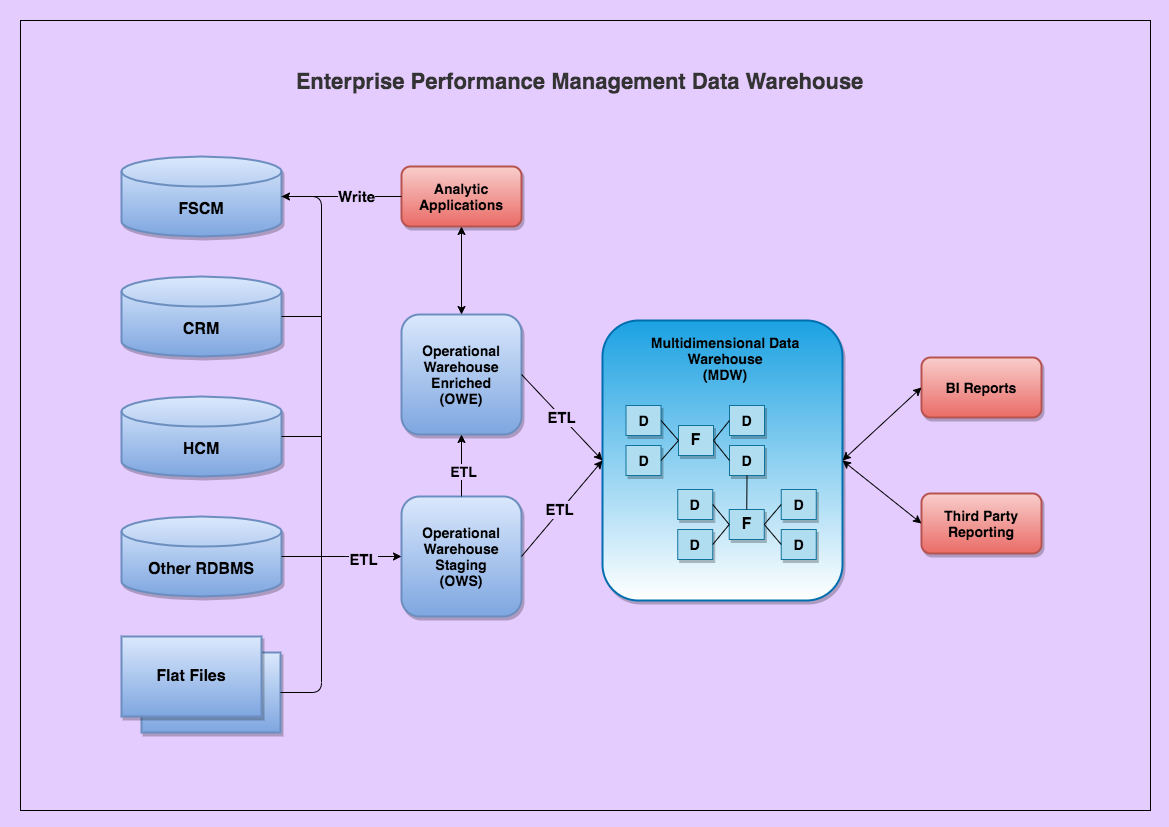 Enterprise Performance Management Data Warehouse
FSCM
Write
Analytic
Applications
CRM
HCM
Other RDBMS
Flat Files
ETL
Operational
Warehouse
Enriched
(OWE)
ETL
Operational
Warehouse
Staging
(OWS)
ETL
ETL
Multidimensional Data
Warehouse
(MDW)
D
D
F
D
D
D
D
F
D
D
BI Reports
Third Party
Reporting